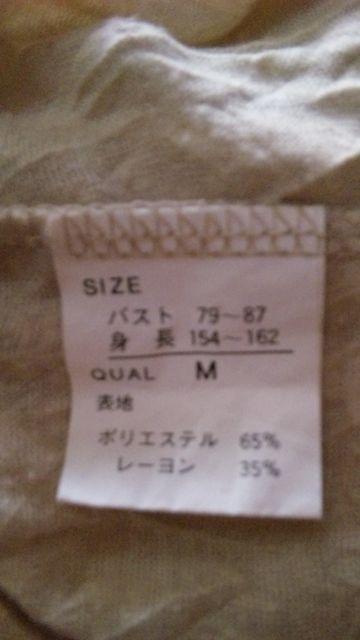 SIZE
バスト 79～87
身長 154～162
QUAL M
表地
ポリエステル 65%
レーヨン 35%